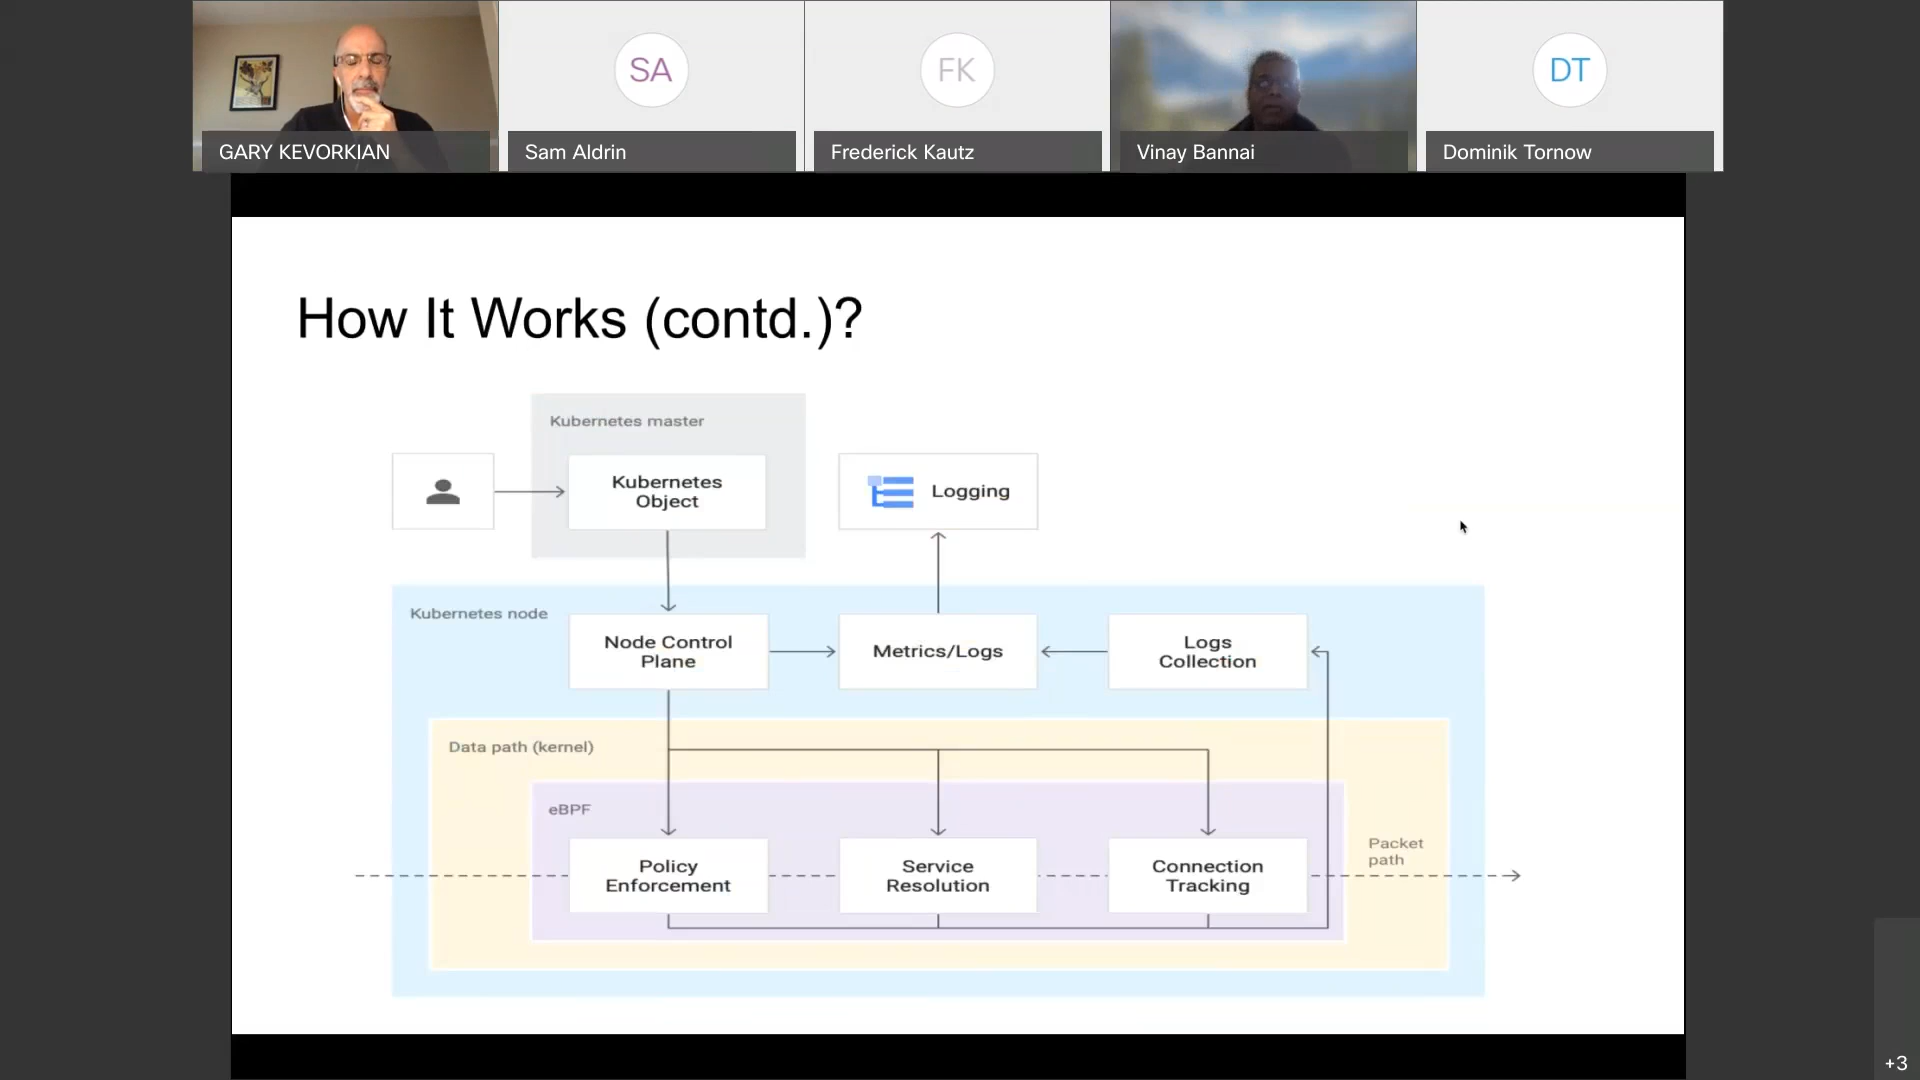 GARY KEVORKIAN
SA
Sam Aldrin
FK
Frederick Kautz
Vinay Bannai
DT
Dominik Tornow
How It Works (contd.)?
Kubernetes master
Kubernetes
Object
Logging
Kubernetes node
Node Control
Plane
Metrics/Logs
Logs
Collection
Data path (kernel)
eBPF
Policy
Enforcement
Service
Resolution
Connection
Tracking
Packet
path
+3